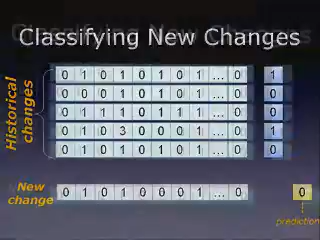 Classifying New Changes
Historical changes
0 1 0 1 0 1 0 1 ... 0 1
0 0 0 1 0 1 0 1 ... 0 0
0 1 1 1 0 1 1 1 ... 0 0
0 1 0 3 0 0 0 1 ... 0 1
0 1 0 1 0 1 0 1 ... 0 0
New
change
0 1 0 1 0 0 0 1 ... 0 0
prediction